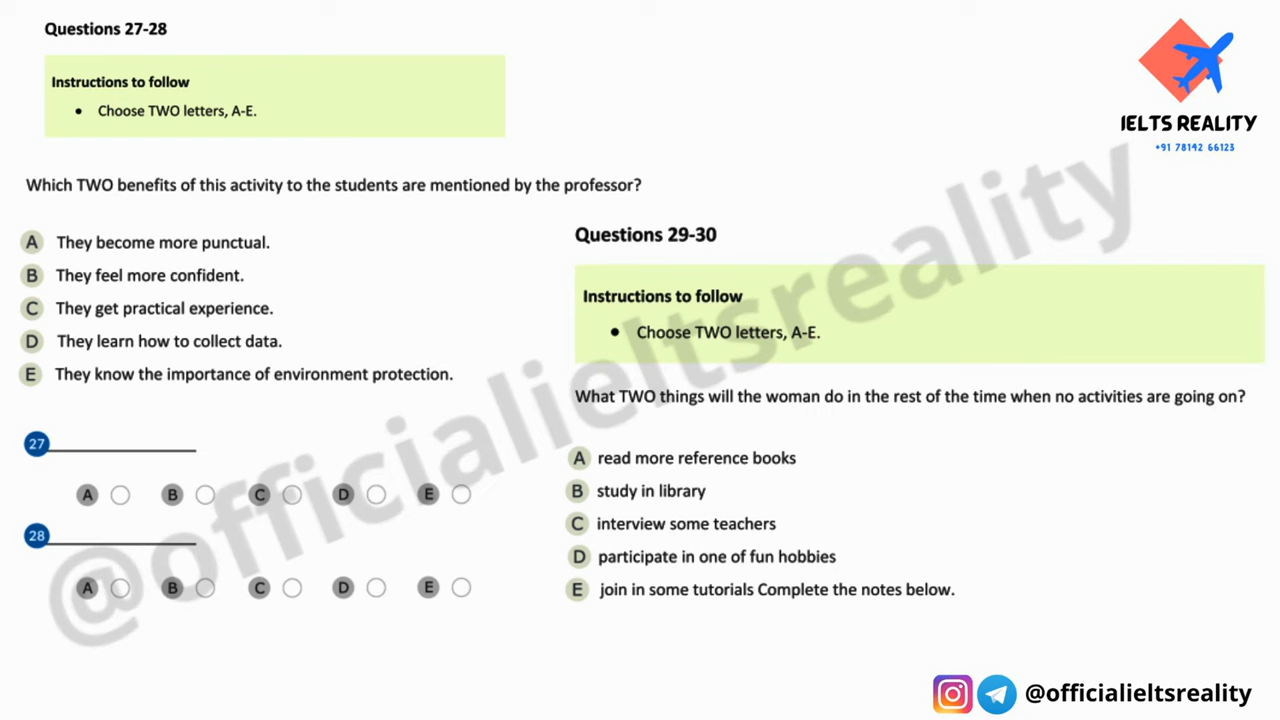 Questions 27-28
Instructions to follow
• Choose TWO letters, A-E.
Which TWO benefits of this activity to the students are mentioned by the professor?
A They become more punctual.
B They feel more confident.
C They get practical experience.
D They learn how to collect data.
E They know the importance of environment protection.
27
A B C D E
28
A B C D E
IELTS REALITY
+91 78142 66123
Questions 29-30
Instructions to follow
• Choose TWO letters, A-E.
What TWO things will the woman do in the rest of the time when no activities are going on?
A read more reference books
B study in library
C interview some teachers
D participate in one of fun hobbies
E join in some tutorials Complete the notes below.
@officialieltsreality
@officialieltsreality